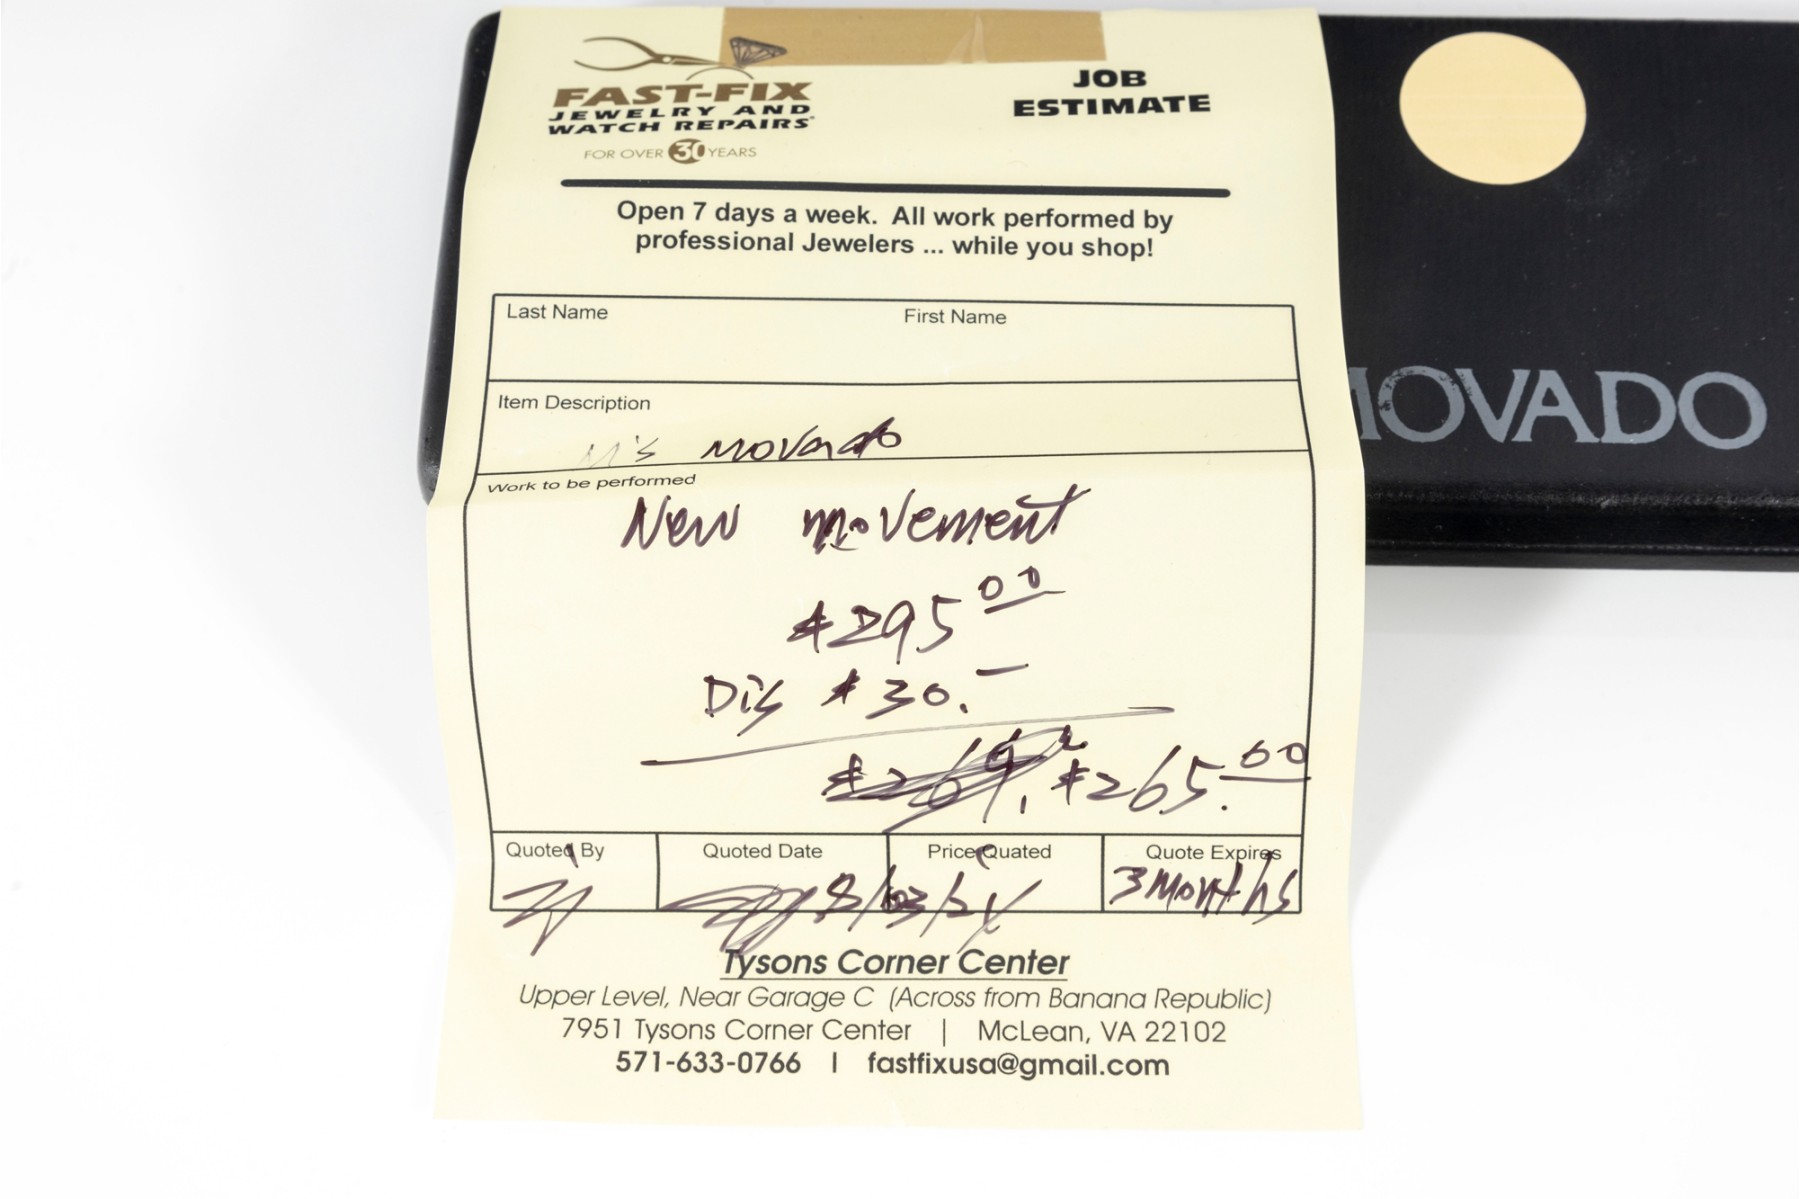 FAST-FIX
JEWELRY AND
WATCH REPAIRS
FOR OVER 30 YEARS
JOB
ESTIMATE
Open 7 days a week. All work performed by
professional Jewelers ... while you shop!
Last Name First Name
Item Description
M's Movado
Work to be performed
New movement
$295.00
Dis $30.-
$265.00
Quoted By Quoted Date Price Quated Quote Expires
3 Months
Tysons Corner Center
Upper Level, Near Garage C (Across from Banana Republic)
7951 Tysons Corner Center | McLean, VA 22102
571-633-0766 | fastfixusa@gmail.com
MOVADO